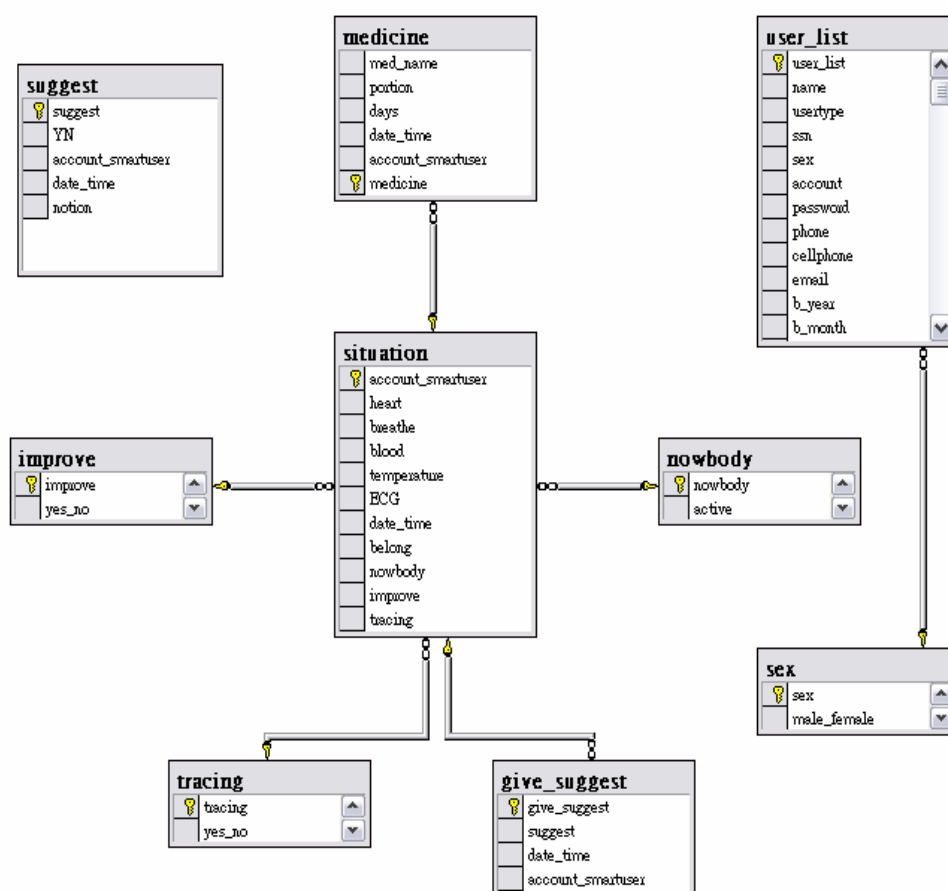 medicine
med_name
portion
days
date_time
account_smartuser
medicine
user_list
user_list
name
usertype
ssn
sex
account
password
phone
cellphone
email
b_year
b_month
suggest
suggest
YN
account_smartuser
date_time
notion
situation
account_smartuser
heart
breathe
blood
temperature
ECG
date_time
belong
nowbody
improve
tracing
improve
improve
yes_no
nowbody
nowbody
active
sex
sex
male_female
tracing
tracing
yes_no
give_suggest
give_suggest
suggest
date_time
account_smartuser